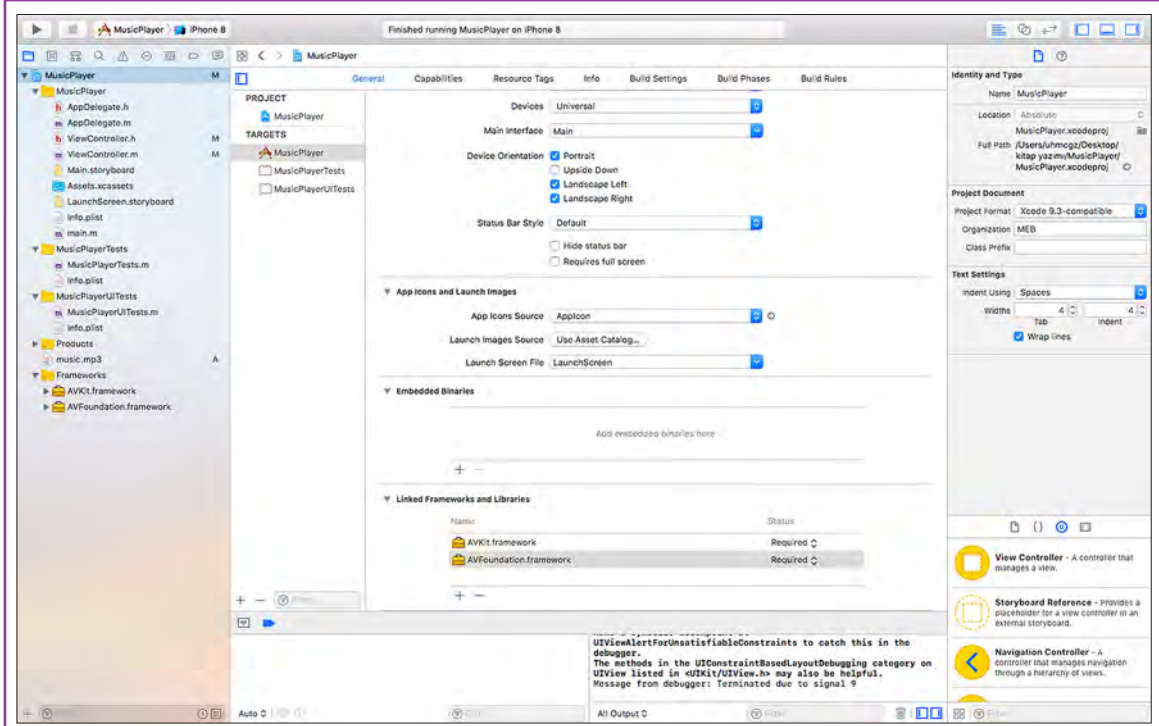 MusicPlayer
iPhone 8
Finished running MusicPlayer on iPhone 8
MusicPlayer
MusicPlayer M
MusicPlayer
AppDelegate.h
AppDelegate.m
ViewController.h M
ViewController.m M
Main.storyboard
Assets.xcassets
LaunchScreen.storyboard
Info.plist
main.m
MusicPlayerTests
MusicPlayerTests.m
Info.plist
MusicPlayerUITests
MusicPlayerUITests.m
Info.plist
Products
music.mp3 A
Frameworks
AVKit.framework
AVFoundation.framework
General Capabilities Resource Tags Info Build Settings Build Phases Build Rules
PROJECT
MusicPlayer
TARGETS
MusicPlayer
MusicPlayerTests
MusicPlayerUITests
Filter
Devices Universal
Main Interface Main
Device Orientation Portrait
Upside Down
Landscape Left
Landscape Right
Status Bar Style Default
Hide status bar
Requires full screen
App Icons and Launch Images
App Icons Source AppIcon
Launch Images Source Use Asset Catalog...
Launch Screen File LaunchScreen
Embedded Binaries
Add embedded binaries here
Linked Frameworks and Libraries
Name Status
AVKit.framework Required
AVFoundation.framework Required
UIViewAlertForUnsatisfiableConstraints to catch this in the
debugger.
The methods in the UIConstraintBasedLayoutDebugging category on
UIView listed in <UIKit/UIView.h> may also be helpful.
Message from debugger: Terminated due to signal 9
Auto
All Output
Filter
Identity and Type
Name MusicPlayer
Location Absolute
MusicPlayer.xcodeproj
Full Path /Users/uhmcgz/Desktop/
kitap yazımı/MusicPlayer/
MusicPlayer.xcodeproj
Project Document
Project Format Xcode 9.3-compatible
Organization MEB
Class Prefix
Text Settings
Indent Using Spaces
Widths 4 4
Tab Indent
Wrap lines
View Controller - A controller that
manages a view.
Storyboard Reference - Provides a
placeholder for a view controller in an
external storyboard.
Navigation Controller - A
controller that manages navigation
through a hierarchy of views.
Filter